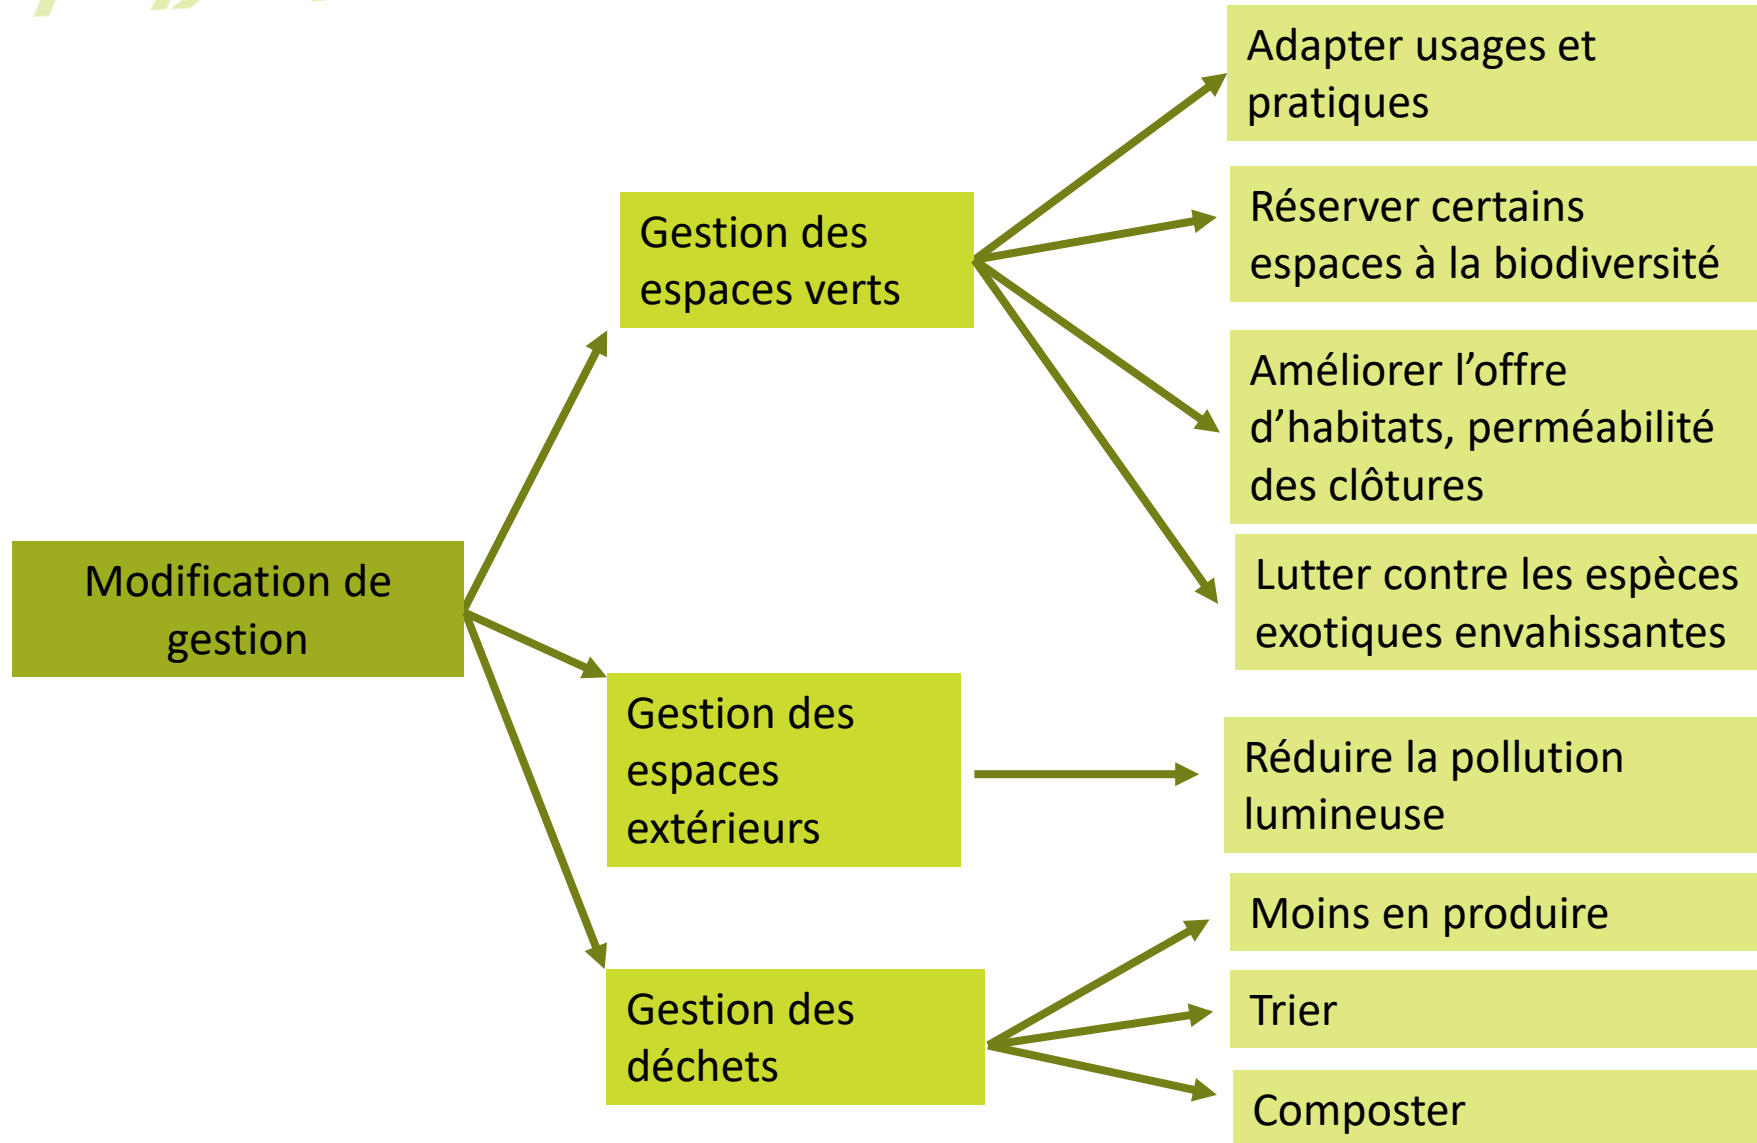 Adapter usages et
pratiques
Réserver certains
espaces à la biodiversité
Améliorer l’offre
d’habitats, perméabilité
des clôtures
Lutter contre les espèces
exotiques envahissantes
Gestion des
espaces verts
Modification de
gestion
Gestion des
espaces
extérieurs
Réduire la pollution
lumineuse
Gestion des
déchets
Moins en produire
Trier
Composter